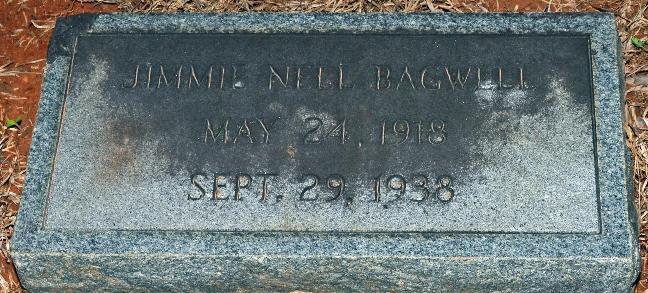 JIMMIE NELL BAGWELL
MAY 24, 1918
SEPT. 29, 1938